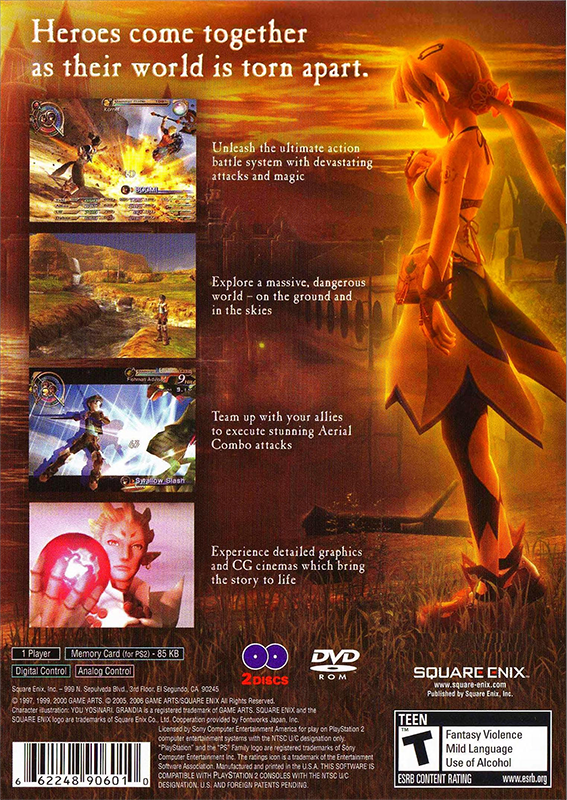 Heroes come together
as their world is torn apart.
Unleash the ultimate action
battle system with devastating
attacks and magic
BOOM!
Explore a massive, dangerous
world – on the ground and
in the skies
9
Team up with your allies
to execute stunning Aerial
Combo attacks
Swallow Slash
Experience detailed graphics
and CG cinemas which bring
the story to life
1 Player
Memory Card (for PS2) - 85 KB
Digital Control
Analog Control
2DISCS
DVD
ROM
SQUARE ENIX
www.square-enix.com
Published by Square Enix, Inc.
Square Enix, Inc. – 999 N. Sepulveda Blvd., 3rd Floor, El Segundo, CA. 90245
© 1997, 1999, 2000 GAME ARTS. © 2005, 2006 GAME ARTS/SQUARE ENIX All Rights Reserved.
Character illustration: YOU YOSINARI. GRANDIA is a registered trademark of GAME ARTS. SQUARE ENIX and the
SQUARE ENIX logo are trademarks of Square Enix Co., Ltd. Cooperated by Fontworks Japan, Inc.
Licensed by Sony Computer Entertainment America for play on PlayStation 2
computer entertainment systems with the NTSC U/C designation only.
"PlayStation" and the "PS" Family logo are registered trademarks of Sony
Computer Entertainment Inc. The ratings icon is a trademark of the Entertainment
Software Association. Manufactured and printed in the U.S.A. THIS SOFTWARE IS
COMPATIBLE WITH PLAYSTATION 2 CONSOLES WITH THE NTSC U/C
DESIGNATION. U.S. AND FOREIGN PATENTS PENDING.
6 62248 90601 0
TEEN
T
Fantasy Violence
Mild Language
Use of Alcohol
ESRB CONTENT RATING
www.esrb.org